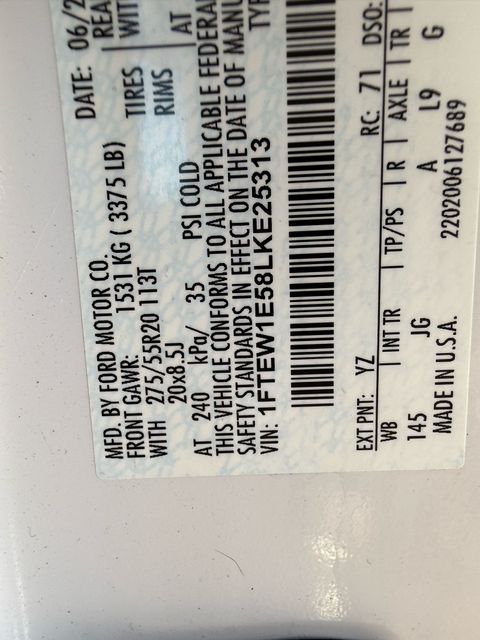 MFD. BY FORD MOTOR CO.
DATE: 06/2
FRONT GAWR: 1531 KG ( 3375 LB)
REA
WITH 275/55R20 113T
TIRES
WIT
20x8.5J
RIMS
AT 240 kPa/ 35 PSI COLD
AT
THIS VEHICLE CONFORMS TO ALL APPLICABLE FEDERA
SAFETY STANDARDS IN EFFECT ON THE DATE OF MANU
VIN: 1FTEW1E58LKE25313
TYP
EXT PNT: YZ
RC: 71
DSO:
WB | INT TR | TP/PS | R | AXLE | TR |
145 JG A L9 G
MADE IN U.S.A.
2202006127689